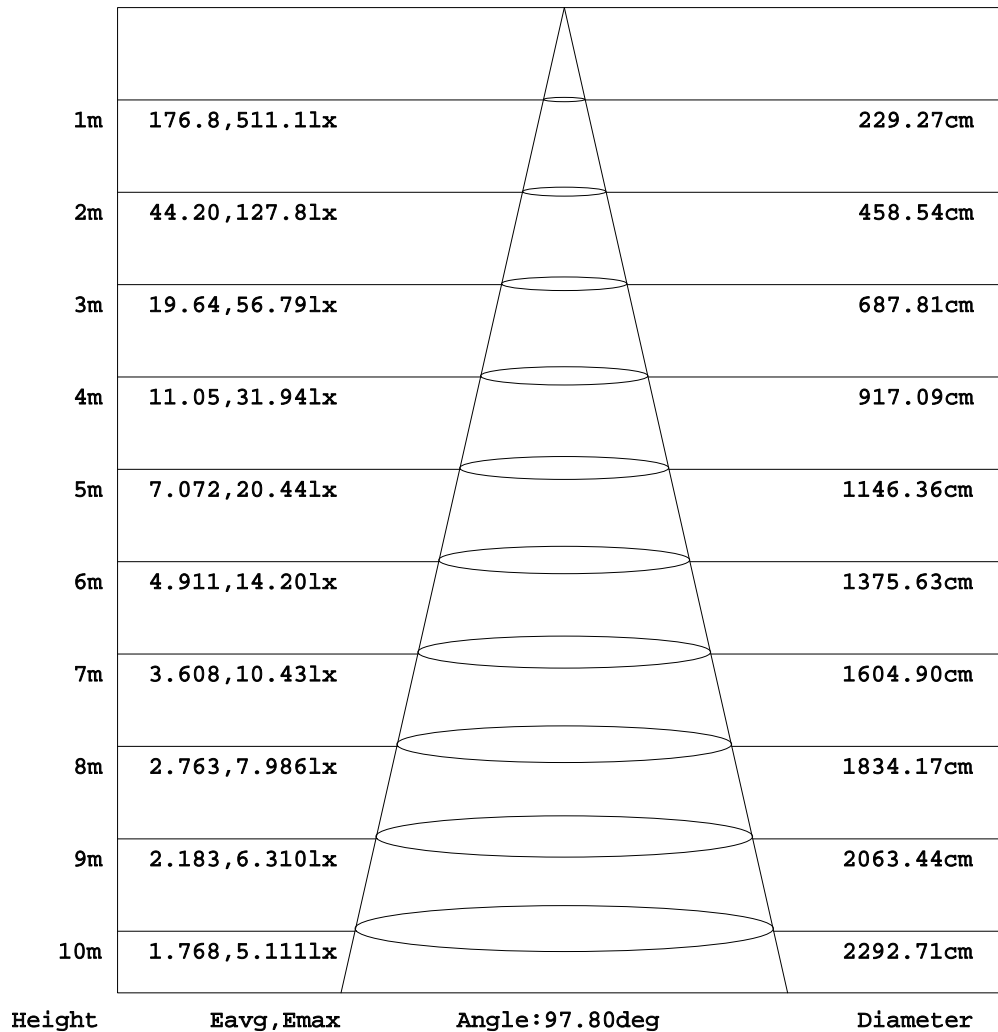 1m 176.8,511.1lx 229.27cm
2m 44.20,127.8lx 458.54cm
3m 19.64,56.79lx 687.81cm
4m 11.05,31.94lx 917.09cm
5m 7.072,20.44lx 1146.36cm
6m 4.911,14.20lx 1375.63cm
7m 3.608,10.43lx 1604.90cm
8m 2.763,7.986lx 1834.17cm
9m 2.183,6.310lx 2063.44cm
10m 1.768,5.111lx 2292.71cm
Height Eavg,Emax Angle:97.80deg Diameter